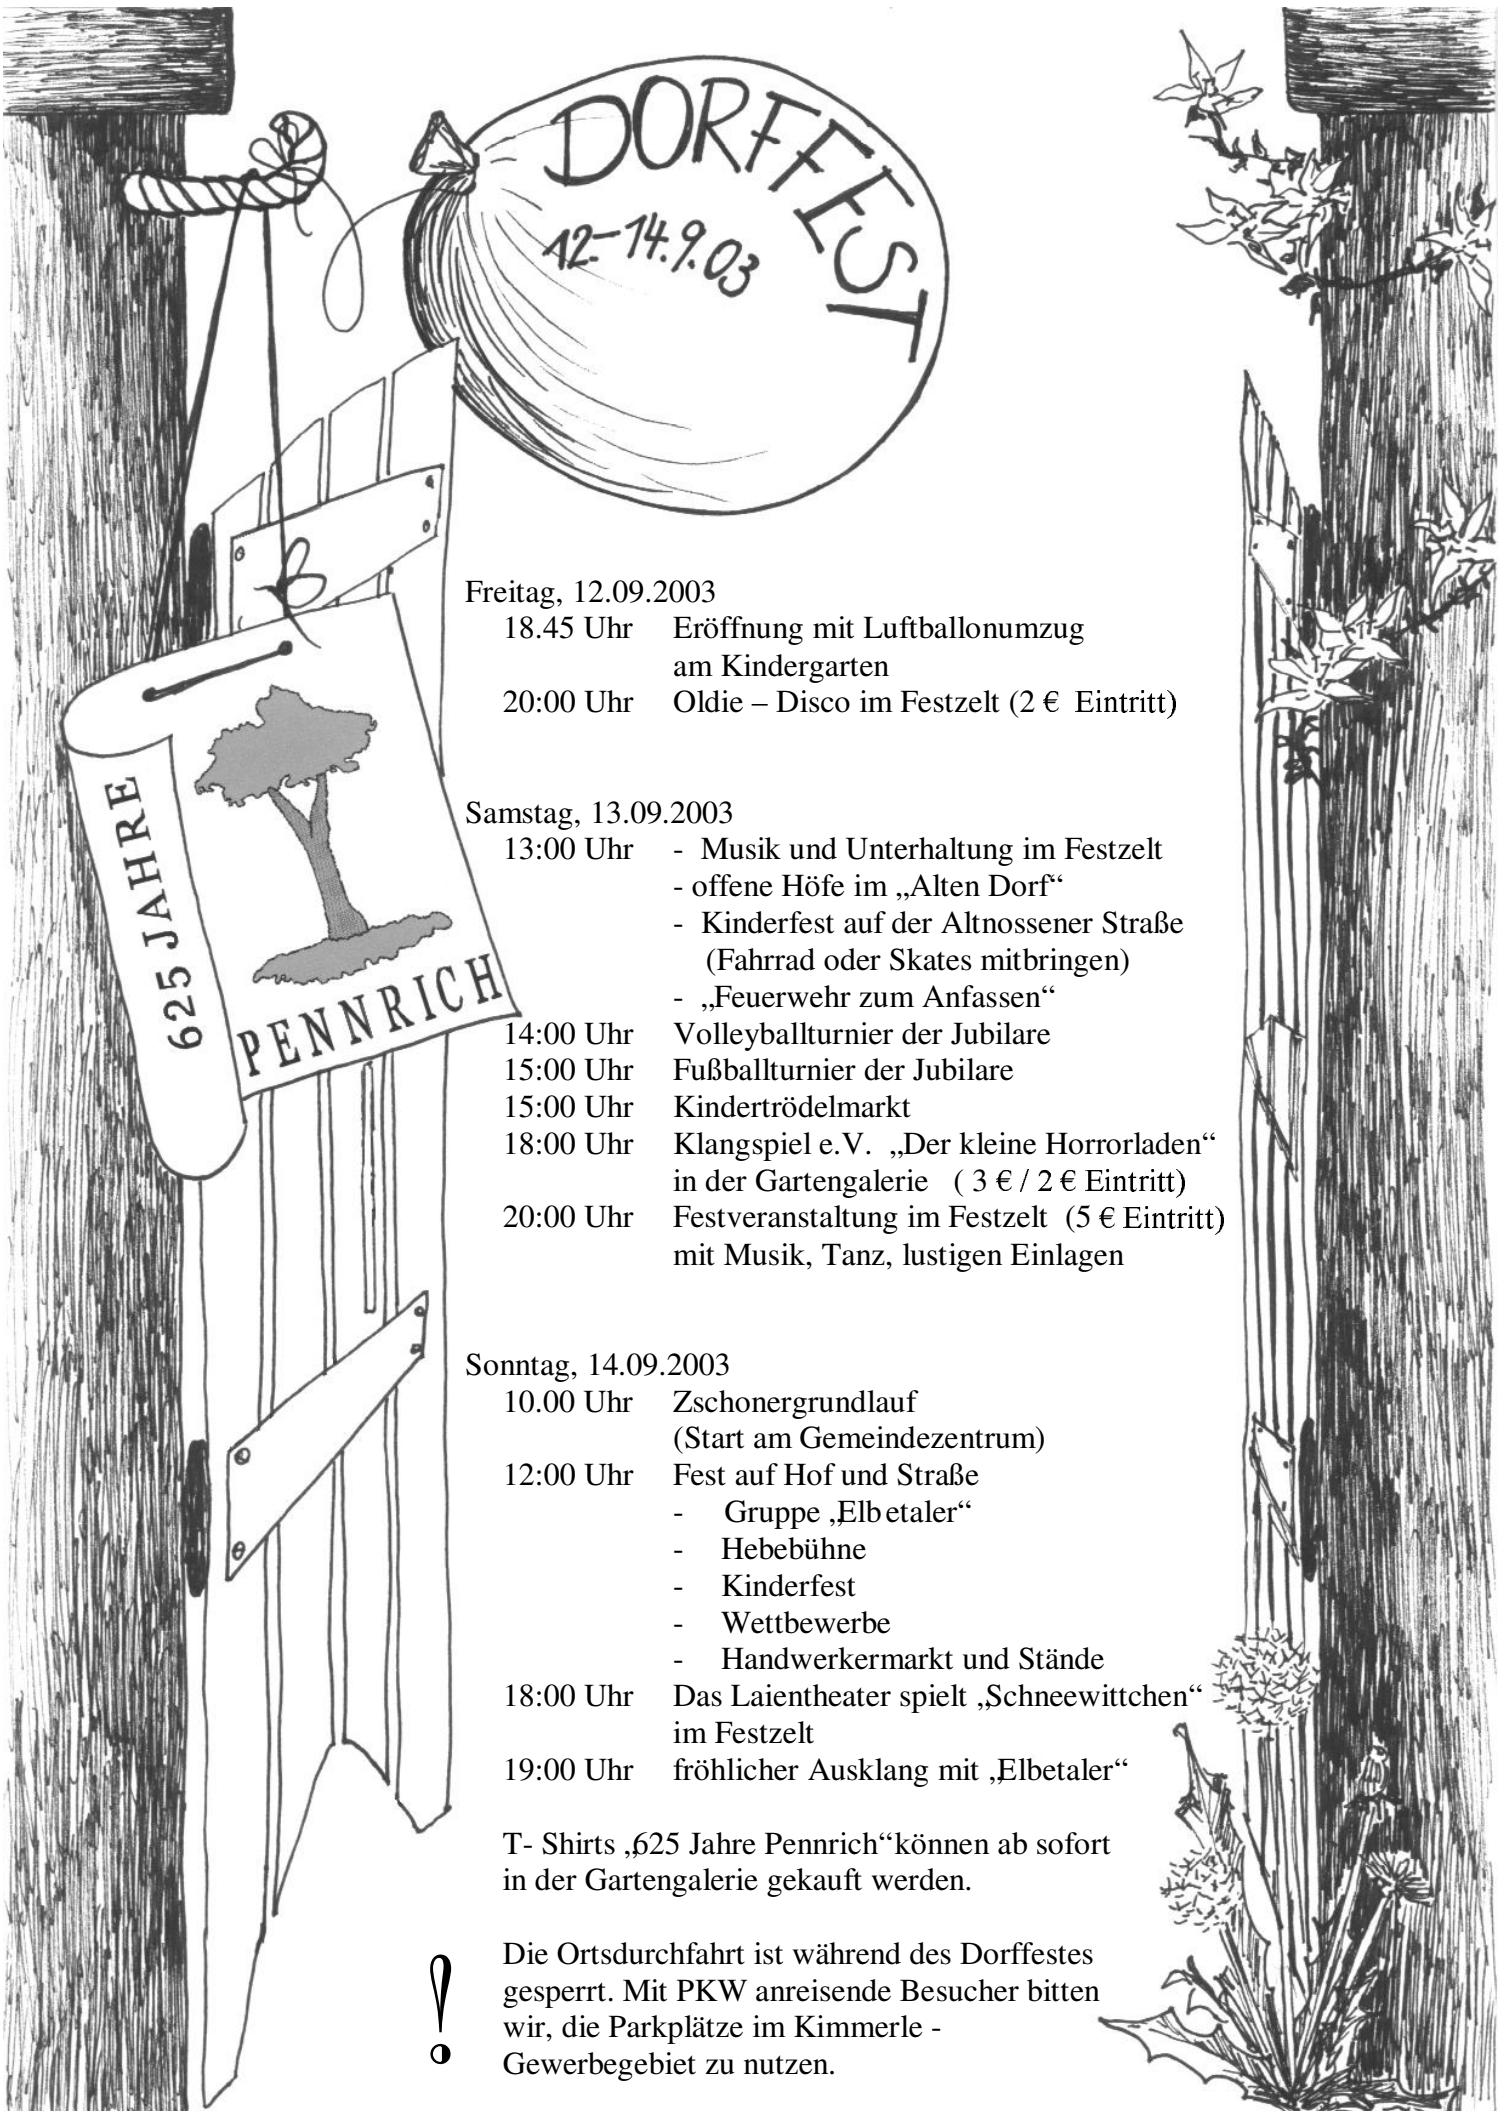 DORFFEST
12.-14.9.03
625 JAHRE
PENNRICH
Freitag, 12.09.2003
18.45 Uhr Eröffnung mit Luftballonumzug
am Kindergarten
20:00 Uhr Oldie – Disco im Festzelt (2 € Eintritt)
Samstag, 13.09.2003
13:00 Uhr - Musik und Unterhaltung im Festzelt
- offene Höfe im „Alten Dorf“
- Kinderfest auf der Altnossener Straße
(Fahrrad oder Skates mitbringen)
- „Feuerwehr zum Anfassen“
14:00 Uhr Volleyballturnier der Jubilare
15:00 Uhr Fußballturnier der Jubilare
15:00 Uhr Kindertrödelmarkt
18:00 Uhr Klangspiel e.V. „Der kleine Horrorladen“
in der Gartengalerie ( 3 € / 2 € Eintritt)
20:00 Uhr Festveranstaltung im Festzelt (5 € Eintritt)
mit Musik, Tanz, lustigen Einlagen
Sonntag, 14.09.2003
10.00 Uhr Zschonergrundlauf
(Start am Gemeindezentrum)
12:00 Uhr Fest auf Hof und Straße
- Gruppe „Elbetaler“
- Hebebühne
- Kinderfest
- Wettbewerbe
- Handwerkermarkt und Stände
18:00 Uhr Das Laientheater spielt „Schneewittchen“
im Festzelt
19:00 Uhr fröhlicher Ausklang mit „Elbetaler“
T- Shirts „625 Jahre Pennrich“ können ab sofort
in der Gartengalerie gekauft werden.
! Die Ortsdurchfahrt ist während des Dorffestes
gesperrt. Mit PKW anreisende Besucher bitten
wir, die Parkplätze im Kimmerle -
Gewerbegebiet zu nutzen.